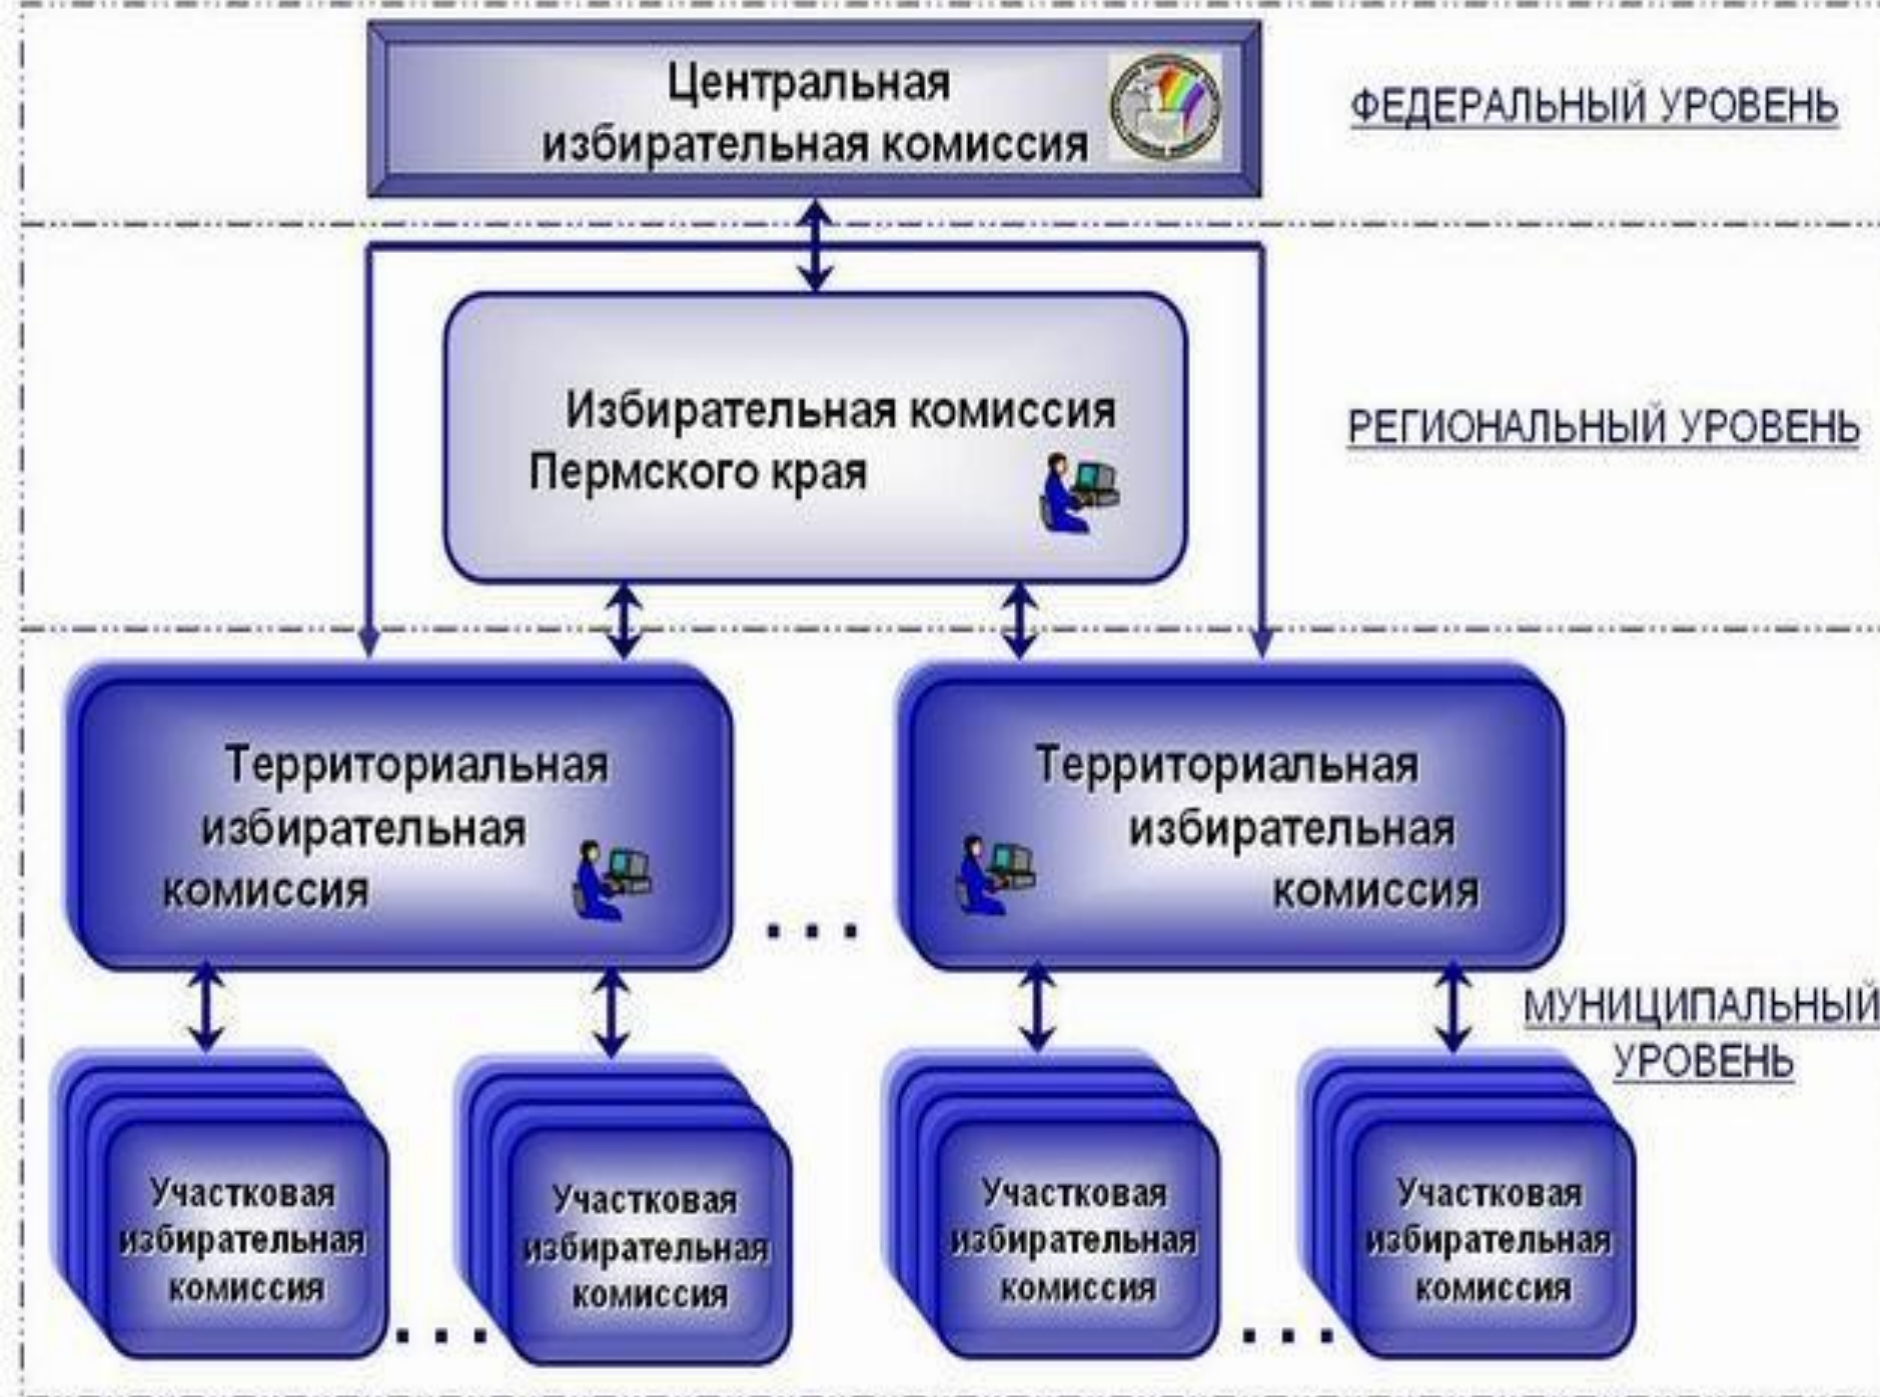 Центральная
избирательная комиссия
ФЕДЕРАЛЬНЫЙ УРОВЕНЬ
Избирательная комиссия
Пермского края
РЕГИОНАЛЬНЫЙ УРОВЕНЬ
Территориальная
избирательная
комиссия
...
Территориальная
избирательная
комиссия
МУНИЦИПАЛЬНЫЙ
УРОВЕНЬ
Участковая
избирательная
комиссия
...
Участковая
избирательная
комиссия
Участковая
избирательная
комиссия
...
Участковая
избирательная
комиссия